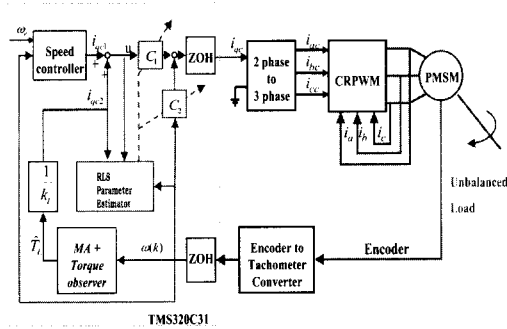 ω_r
Speed
controller
i_qc1
+
+
u
C_1
C_2
ZOH
i_qc
2 phase
to
3 phase
i_ac
i_bc
i_cc
CRPWM
PMSM
i_a
i_b
i_c
i_qc2
RLS
Parameter
Estimator
1
k_t
T̂_l
MA +
Torque
observer
ω(k)
ZOH
Encoder to
Tachometer
Converter
Encoder
Unbalanced
Load
TMS320C31